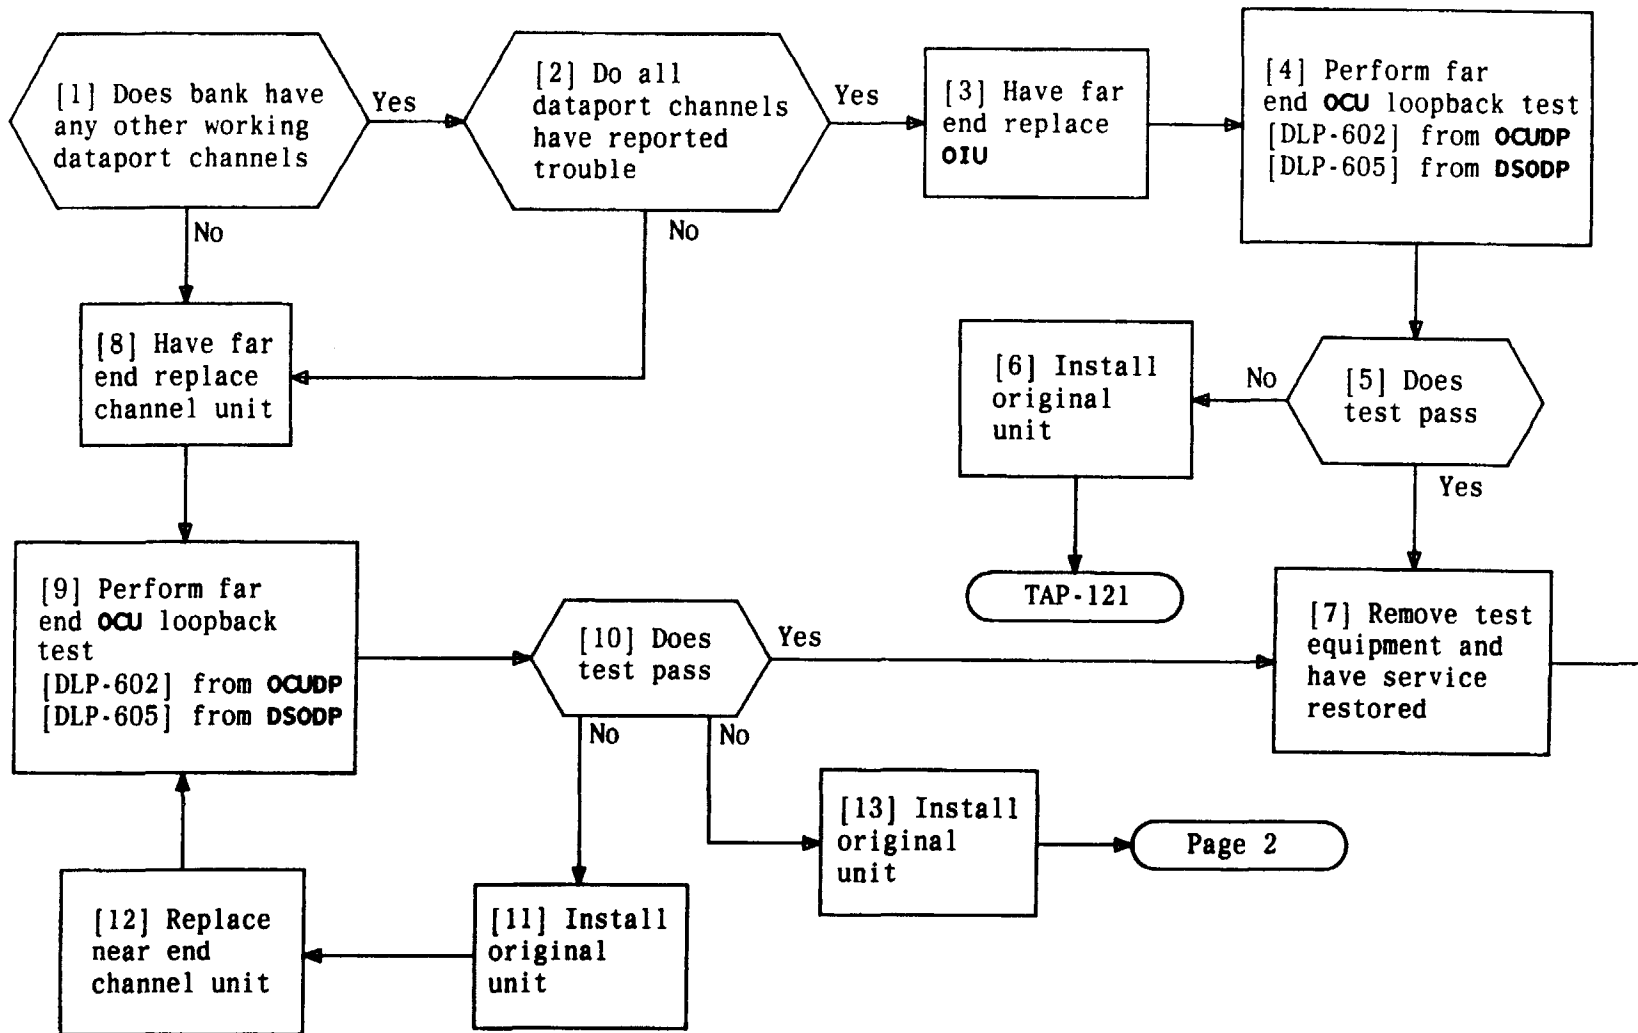 [1] Does bank have
any other working
dataport channels
Yes
[2] Do all
dataport channels
have reported
trouble
Yes
[3] Have far
end replace
OIU
[4] Perform far
end OCU loopback test
[DLP-602] from OCUDP
[DLP-605] from DSODP
No
No
[8] Have far
end replace
channel unit
[6] Install
original
unit
No
[5] Does
test pass
Yes
TAP-121
[9] Perform far
end OCU loopback
test
[DLP-602] from OCUDP
[DLP-605] from DSODP
[10] Does
test pass
Yes
[7] Remove test
equipment and
have service
restored
No
No
[13] Install
original
unit
Page 2
[12] Replace
near end
channel unit
[11] Install
original
unit